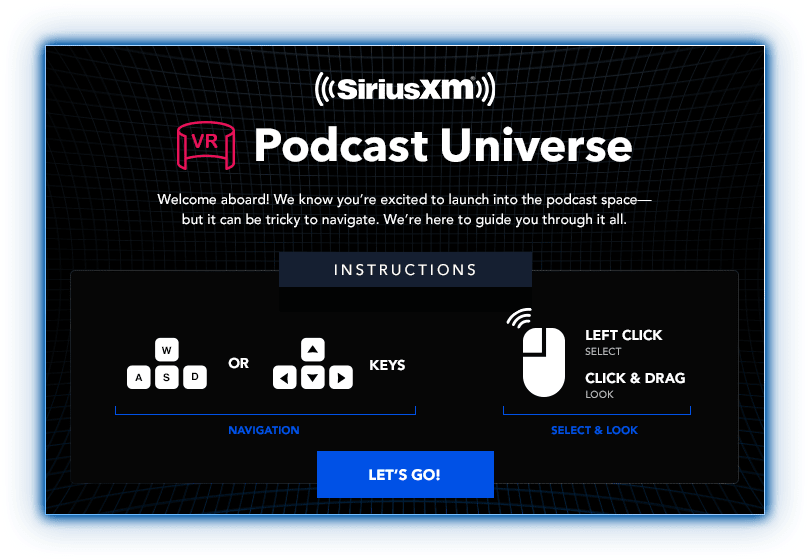 SiriusXM
VR
Podcast Universe
Welcome aboard! We know you're excited to launch into the podcast space—
but it can be tricky to navigate. We're here to guide you through it all.
INSTRUCTIONS
W
A S D
OR
KEYS
NAVIGATION
LEFT CLICK
SELECT
CLICK & DRAG
LOOK
SELECT & LOOK
LET'S GO!